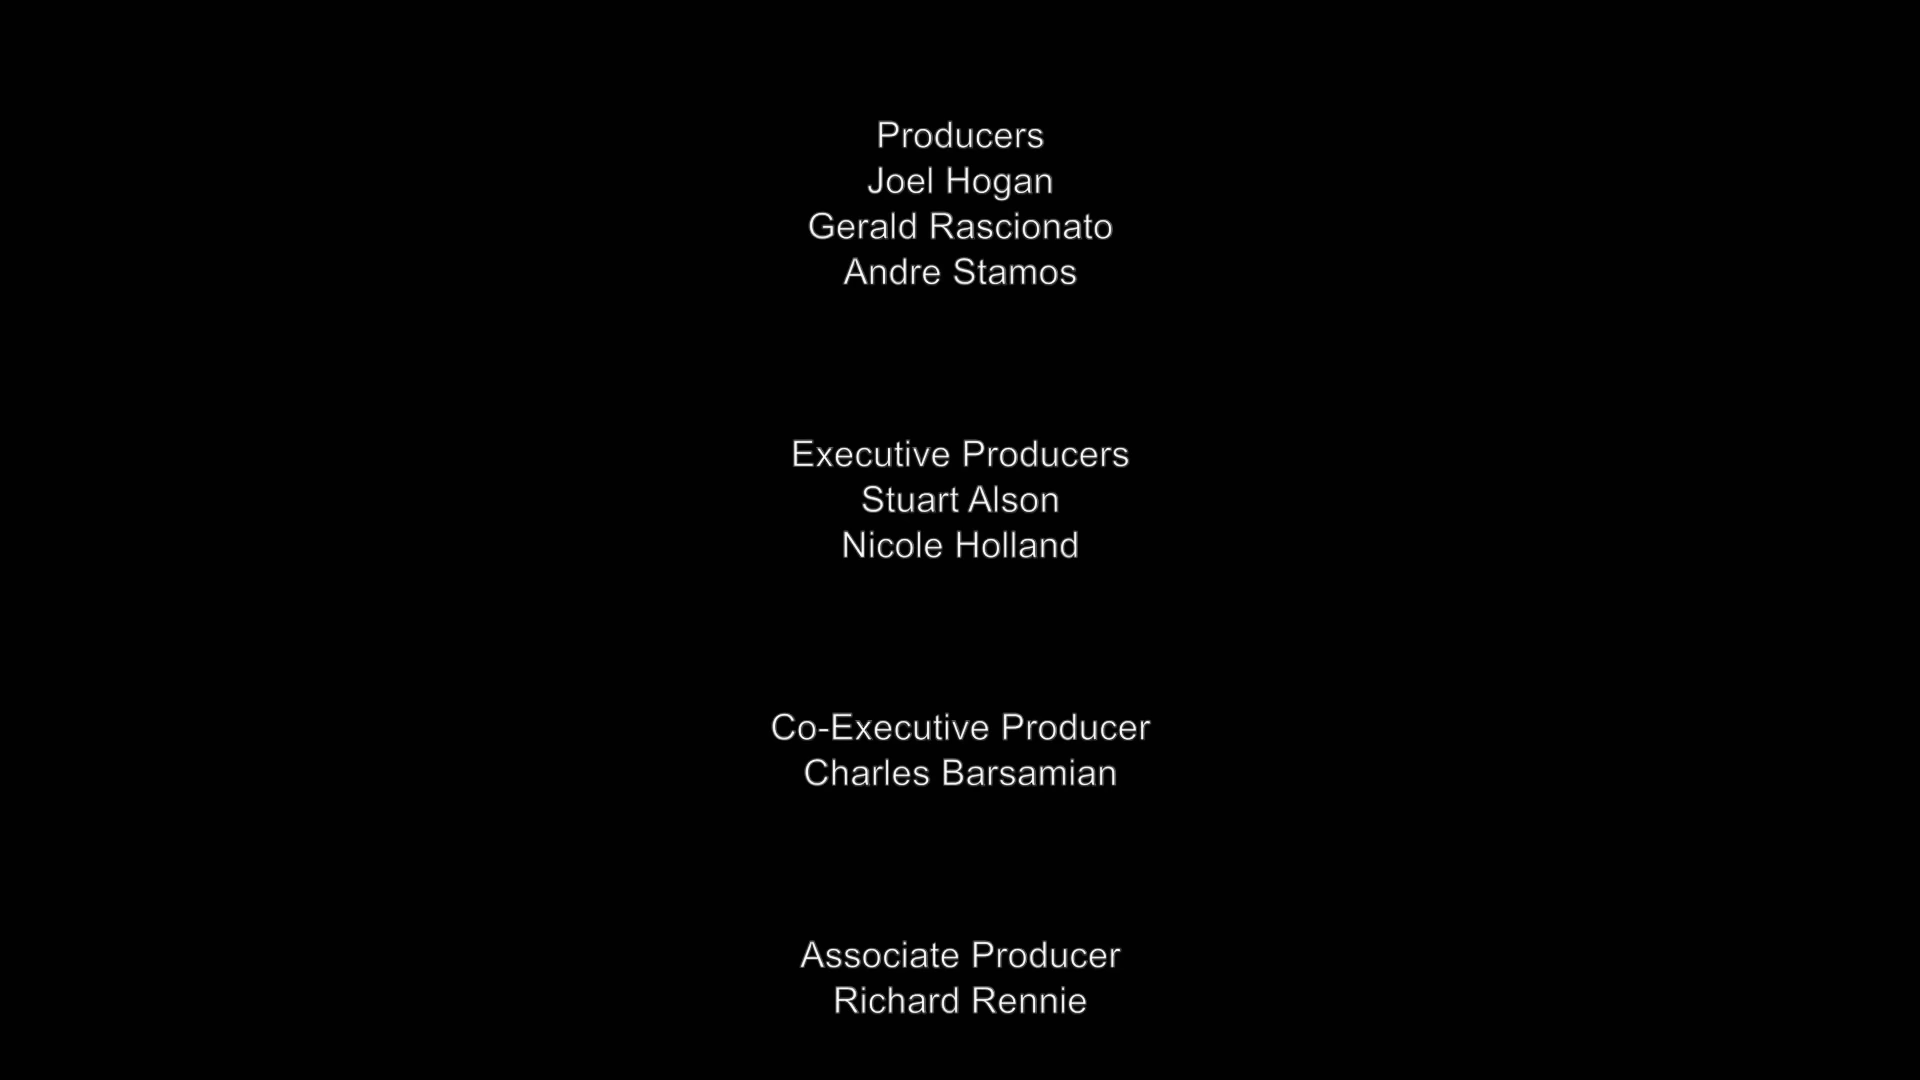 Producers
Joel Hogan
Gerald Rascionato
Andre Stamos
Executive Producers
Stuart Alson
Nicole Holland
Co-Executive Producer
Charles Barsamian
Associate Producer
Richard Rennie